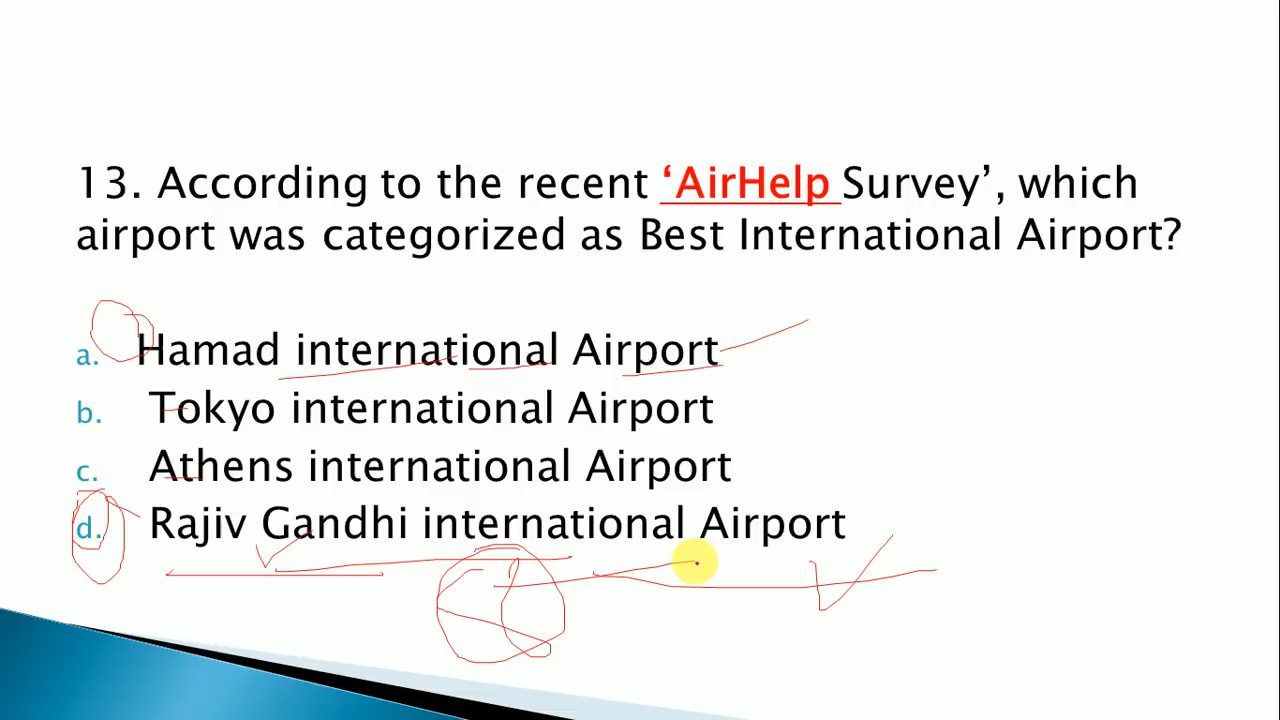 13. According to the recent ‘AirHelp Survey’, which
airport was categorized as Best International Airport?
a. Hamad international Airport
b. Tokyo international Airport
c. Athens international Airport
d. Rajiv Gandhi international Airport